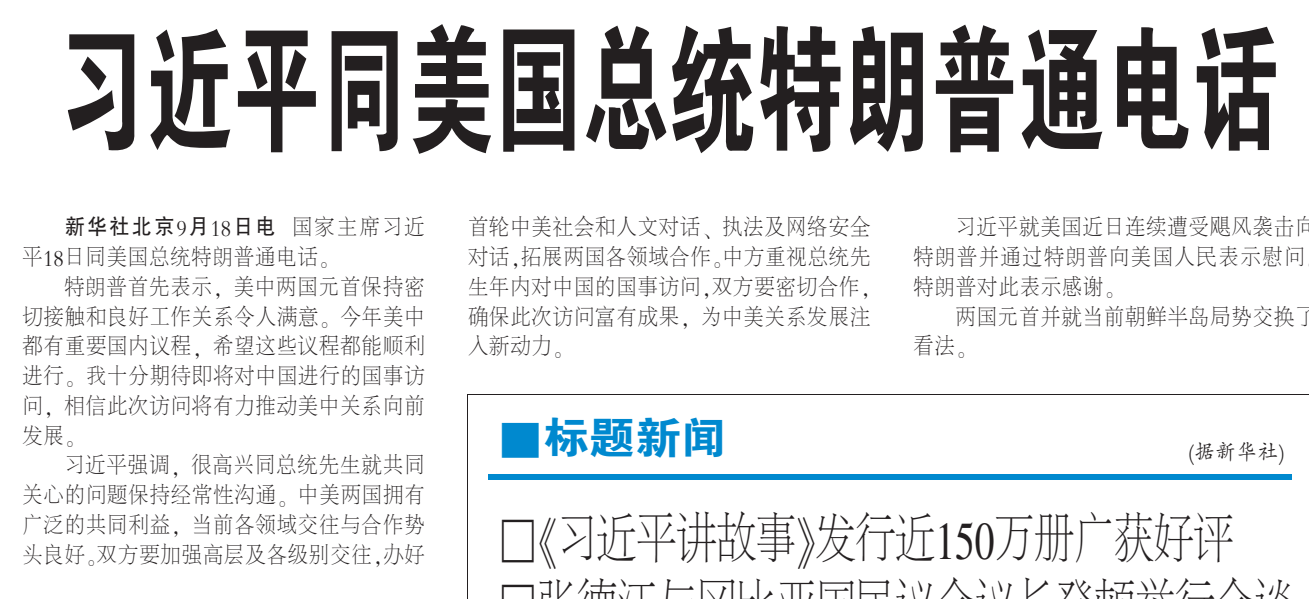 习近平同美国总统特朗普通电话
新华社北京9月18日电 国家主席习近
平18日同美国总统特朗普通电话。
特朗普首先表示，美中两国元首保持密
切接触和良好工作关系令人满意。今年美中
都有重要国内议程，希望这些议程都能顺利
进行。我十分期待即将对中国进行的国事访
问，相信此次访问将有力推动美中关系向前
发展。
习近平强调，很高兴同总统先生就共同
关心的问题保持经常性沟通。中美两国拥有
广泛的共同利益，当前各领域交往与合作势
头良好。双方要加强高层及各级别交往，办好
首轮中美社会和人文对话、执法及网络安全
对话，拓展两国各领域合作。中方重视总统先
生年内对中国的国事访问，双方要密切合作，
确保此次访问富有成果，为中美关系发展注
入新动力。
习近平就美国近日连续遭受飓风袭击向
特朗普并通过特朗普向美国人民表示慰问，
特朗普对此表示感谢。
两国元首并就当前朝鲜半岛局势交换了
看法。
■标题新闻
(据新华社)
□《习近平讲故事》发行近150万册广获好评
□张德江与冈比亚国民议会议长登顿举行会谈